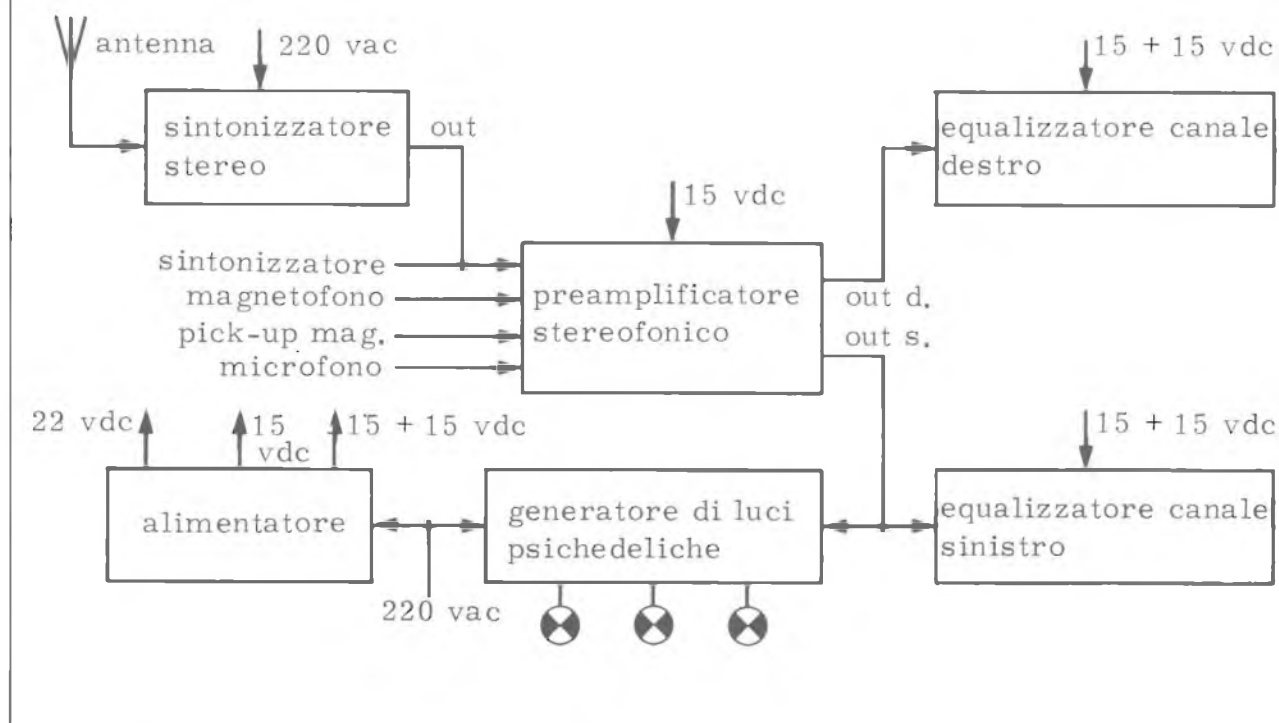 antenna
220 vac
15 + 15 vdc
sintonizzatore
stereo
out
equalizzatore canale
destro
15 vdc
sintonizzatore
magnetofono
pick-up mag.
microfono
preamplificatore
stereofonico
out d.
out s.
22 vdc
15
vdc
15 + 15 vdc
15 + 15 vdc
alimentatore
generatore di luci
psichedeliche
equalizzatore canale
sinistro
220 vac